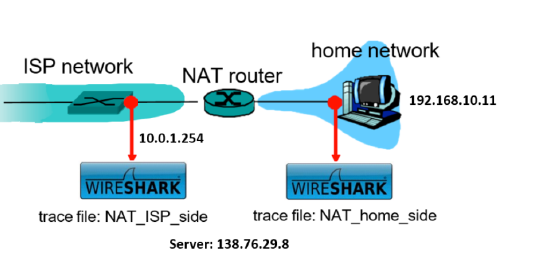 home network
ISP network
NAT router
192.168.10.11
10.0.1.254
WIRESHARK
WIRESHARK
trace file: NAT_ISP_side
trace file: NAT_home_side
Server: 138.76.29.8